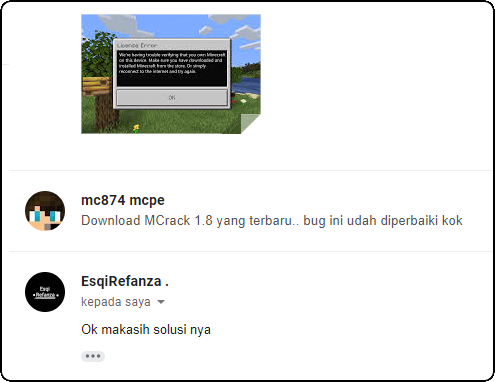 License Error
We're having trouble verifying that you own Minecraft
on this device. Make sure you have downloaded and
installed Minecraft from the store. Or simply
reconnect to the internet and try again.
OK
mc874 mcpe
Download MCrack 1.8 yang terbaru.. bug ini udah diperbaiki kok
Esqi
Refanza
EsqiRefanza .
kepada saya
Ok makasih solusi nya